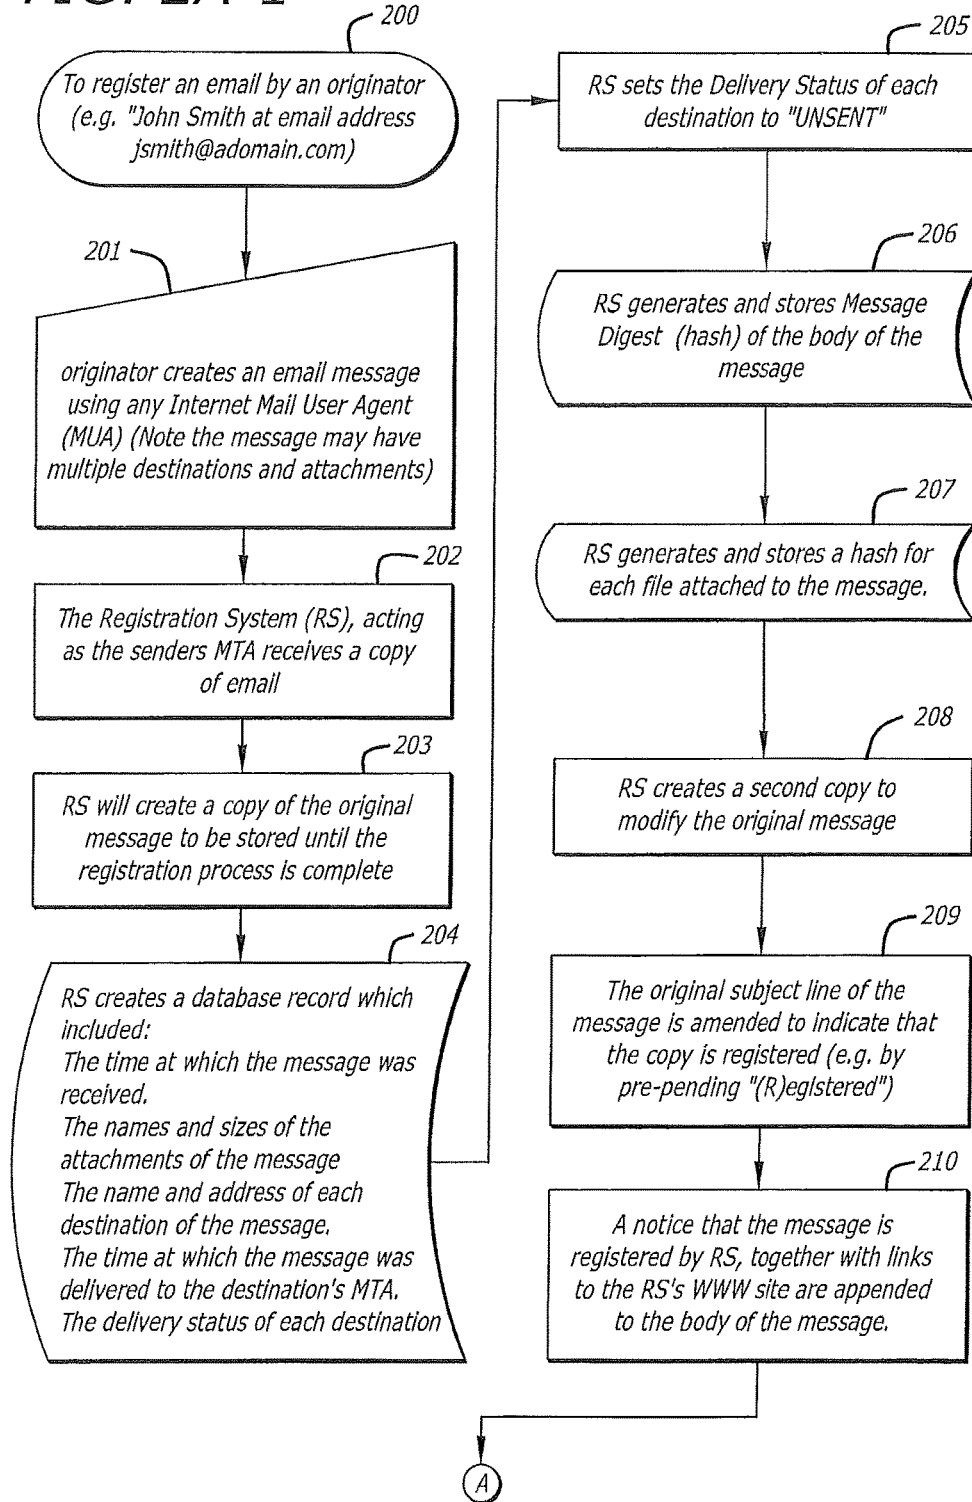 200
To register an email by an originator
(e.g. "John Smith at email address
jsmith@adomain.com)
201
originator creates an email message
using any Internet Mail User Agent
(MUA) (Note the message may have
multiple destinations and attachments)
202
The Registration System (RS), acting
as the senders MTA receives a copy
of email
203
RS will create a copy of the original
message to be stored until the
registration process is complete
204
RS creates a database record which
included:
The time at which the message was
received.
The names and sizes of the
attachments of the message
The name and address of each
destination of the message.
The time at which the message was
delivered to the destination's MTA.
The delivery status of each destination
205
RS sets the Delivery Status of each
destination to "UNSENT"
206
RS generates and stores Message
Digest (hash) of the body of the
message
207
RS generates and stores a hash for
each file attached to the message.
208
RS creates a second copy to
modify the original message
209
The original subject line of the
message is amended to indicate that
the copy is registered (e.g. by
pre-pending "(R)egIstered")
210
A notice that the message is
registered by RS, together with links
to the RS's WWW site are appended
to the body of the message.
A